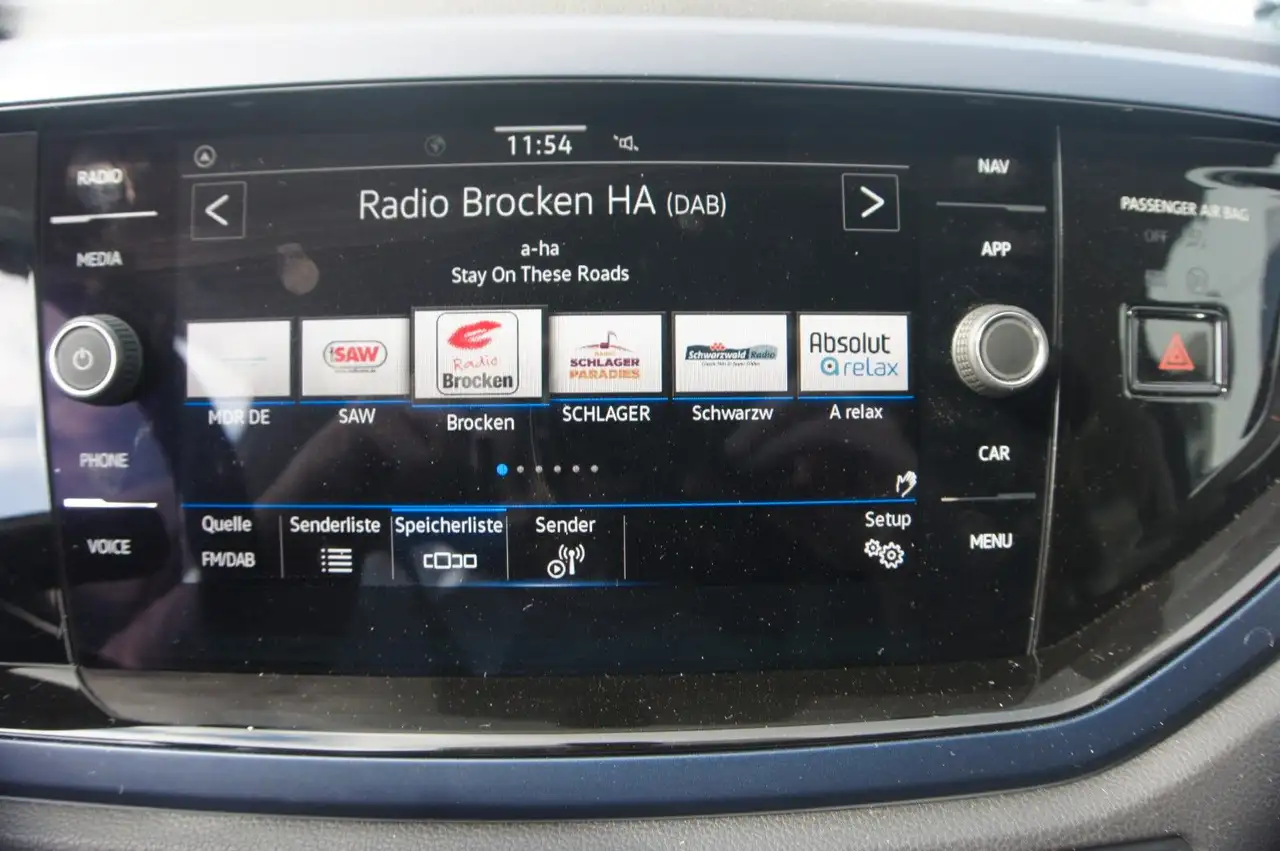 11:54
RADIO
MEDIA
PHONE
VOICE
Radio Brocken HA (DAB)
a-ha
Stay On These Roads
SAW
Radio
Brocken
RADIO
SCHLAGER
PARADIES
Schwarzwald Radio
Absolut
relax
MDR DE
SAW
Brocken
SCHLAGER
Schwarzw
A relax
Quelle
FM/DAB
Senderliste
Speicherliste
Sender
Setup
NAV
APP
CAR
MENU
PASSENGER AIR BAG
OFF